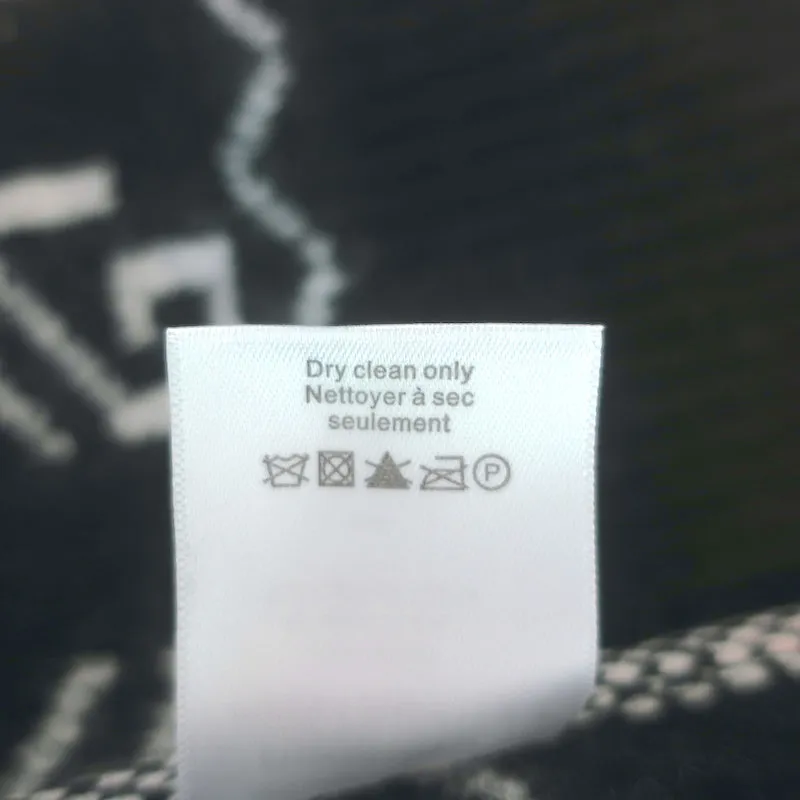 Dry clean only
Nettoyer à sec
seulement
P